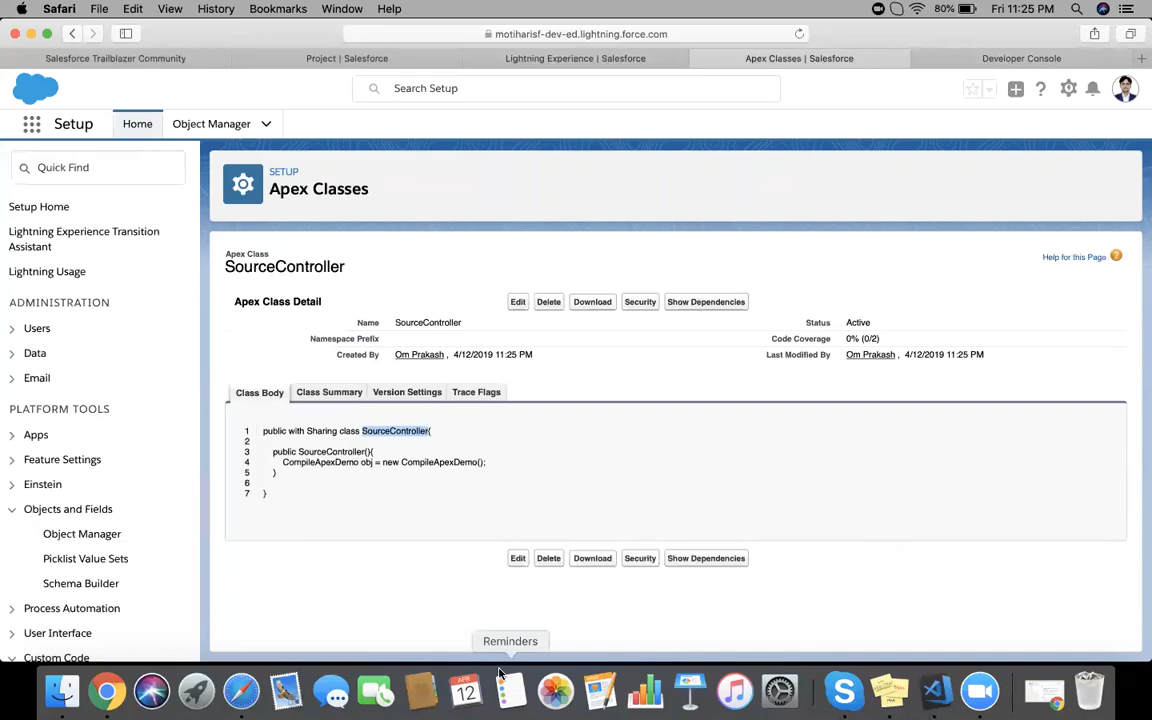 Safari File Edit View History Bookmarks Window Help 80% Fri 11:25 PM
motiharisf-dev-ed.lightning.force.com
Salesforce Trailblazer Community Project | Salesforce Lightning Experience | Salesforce Apex Classes | Salesforce Developer Console
Search Setup
Setup Home Object Manager
Quick Find
Setup Home
Lightning Experience Transition
Assistant
Lightning Usage
ADMINISTRATION
Users
Data
Email
PLATFORM TOOLS
Apps
Feature Settings
Einstein
Objects and Fields
Object Manager
Picklist Value Sets
Schema Builder
Process Automation
User Interface
Custom Code
SETUP
Apex Classes
Apex Class
SourceController
Help for this Page
Apex Class Detail Edit Delete Download Security Show Dependencies
Name SourceController Status Active
Namespace Prefix Code Coverage 0% (0/2)
Created By Om Prakash , 4/12/2019 11:25 PM Last Modified By Om Prakash , 4/12/2019 11:25 PM
Class Body Class Summary Version Settings Trace Flags
1 public with Sharing class SourceController{
2
3 public SourceController(){
4 CompileApexDemo obj = new CompileApexDemo();
5 }
6
7 }
Edit Delete Download Security Show Dependencies
Reminders
APR
12